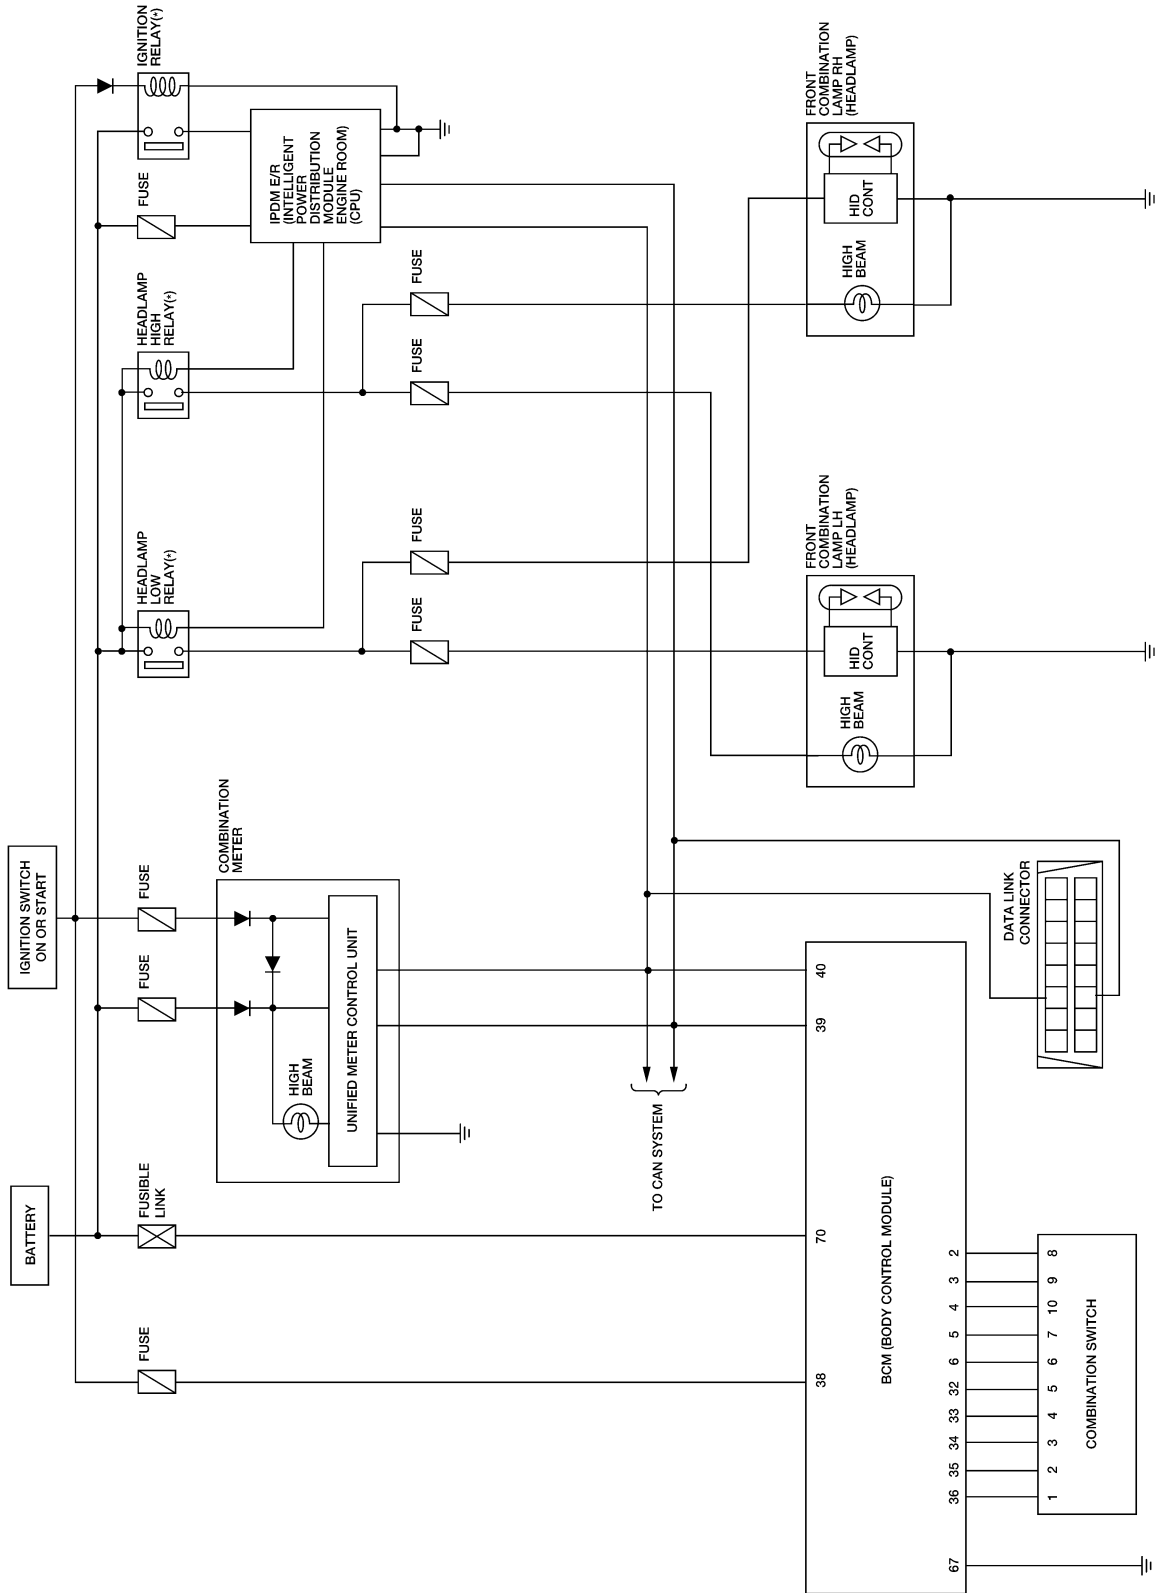 IGNITION SWITCH
ON OR START
BATTERY
FUSE
FUSIBLE
LINK
FUSE
FUSE
HEADLAMP
LOW
RELAY(*)
HEADLAMP
HIGH
RELAY(*)
FUSE
IGNITION
RELAY(*)
COMBINATION
METER
HIGH
BEAM
UNIFIED METER CONTROL UNIT
IPDM E/R
(INTELLIGENT
POWER
DISTRIBUTION
MODULE
ENGINE ROOM)
(CPU)
FUSE
FUSE
FUSE
FUSE
TO CAN SYSTEM
FRONT
COMBINATION
LAMP LH
(HEADLAMP)
HIGH
BEAM
HID
CONT
FRONT
COMBINATION
LAMP RH
(HEADLAMP)
HIGH
BEAM
HID
CONT
38
70
39
40
BCM (BODY CONTROL MODULE)
67
36
35
34
33
32
6
5
4
3
2
1
2
3
4
5
6
7
10
9
8
COMBINATION SWITCH
DATA LINK
CONNECTOR